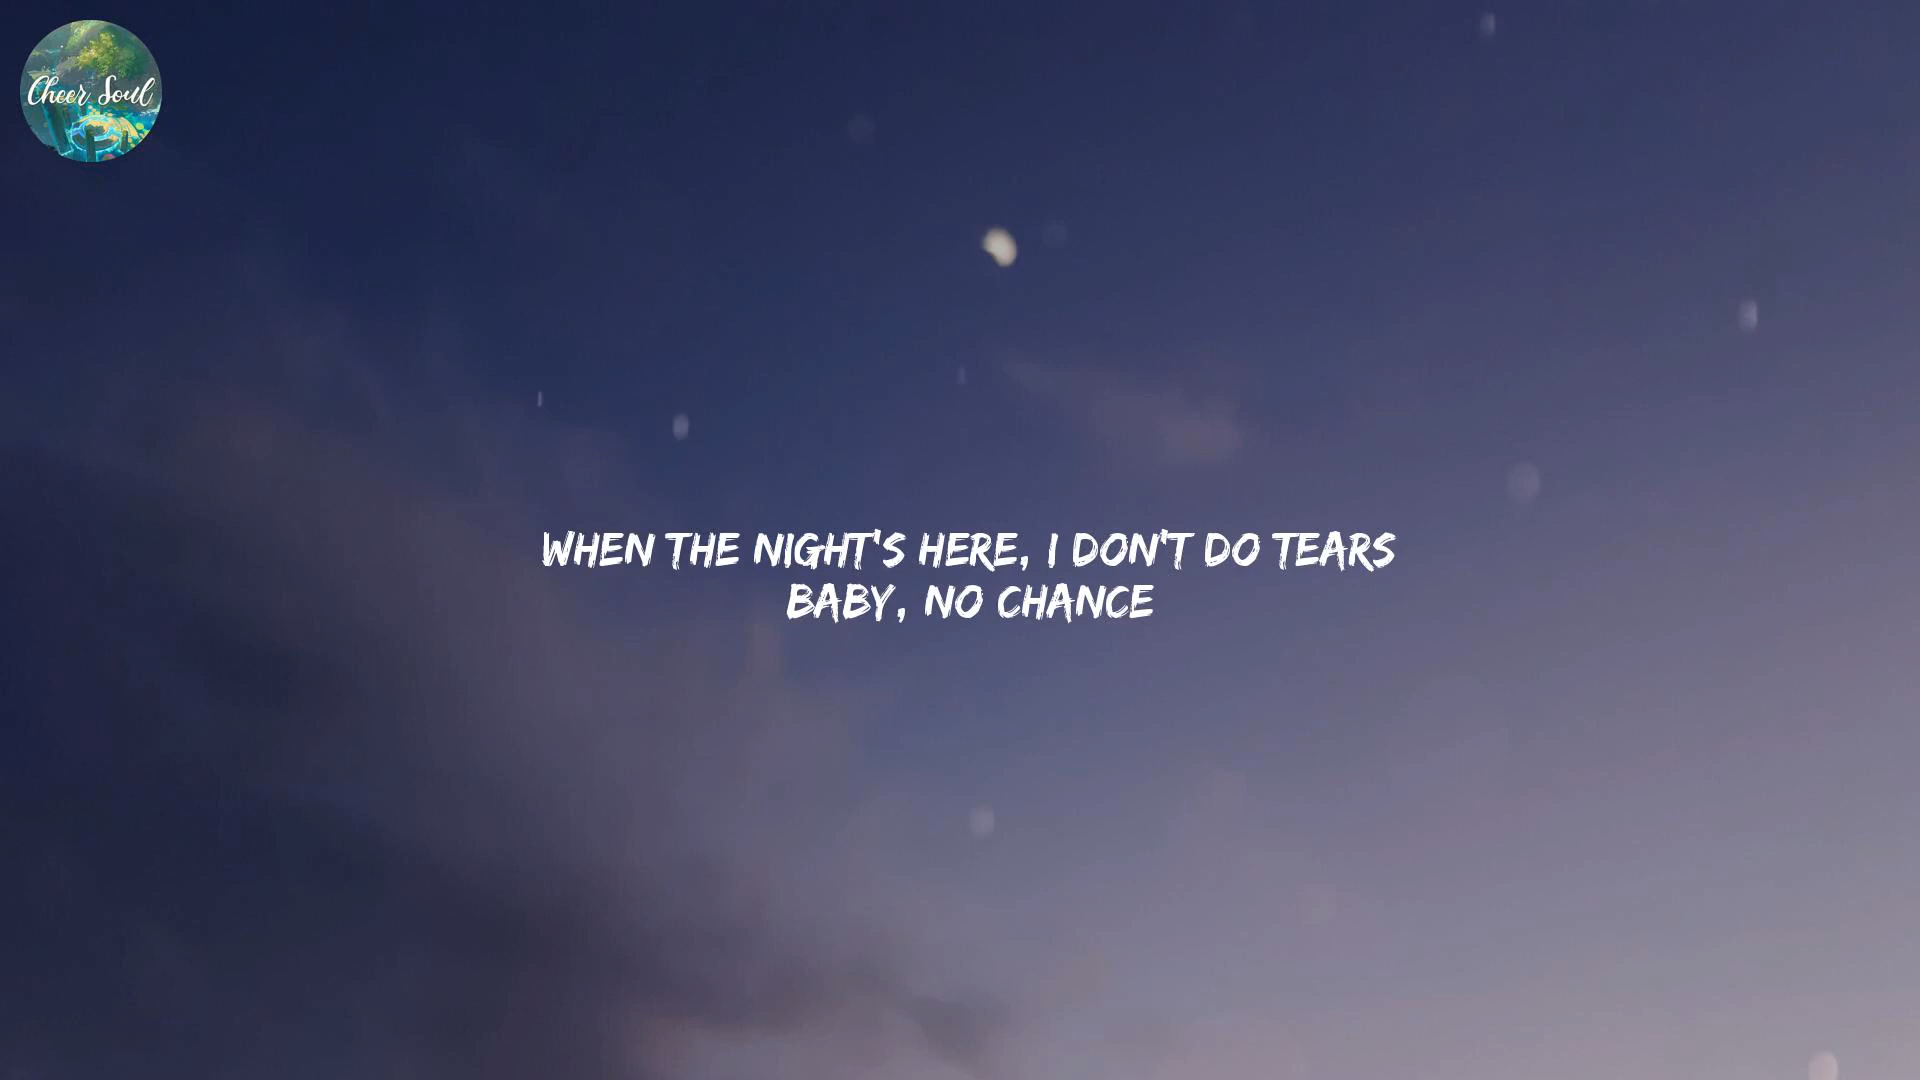 Cheer Soul
WHEN THE NIGHT'S HERE, I DON'T DO TEARS
BABY, NO CHANCE